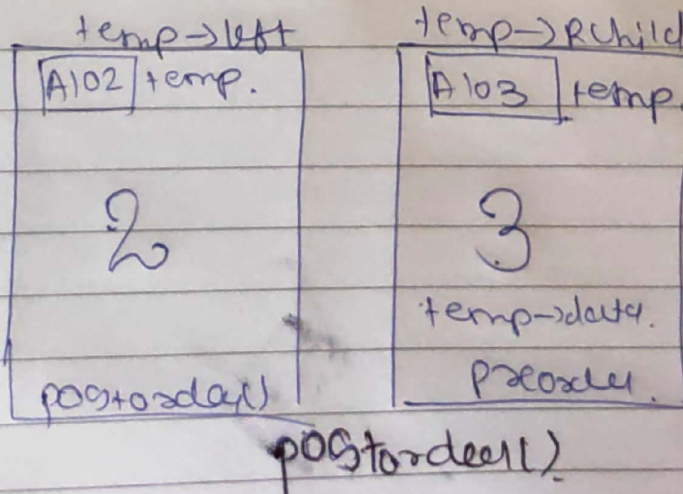 temp→left temp→Rchild
A102 temp. A103 temp.
2 3
temp→data.
postorder() preorder.
postorder()